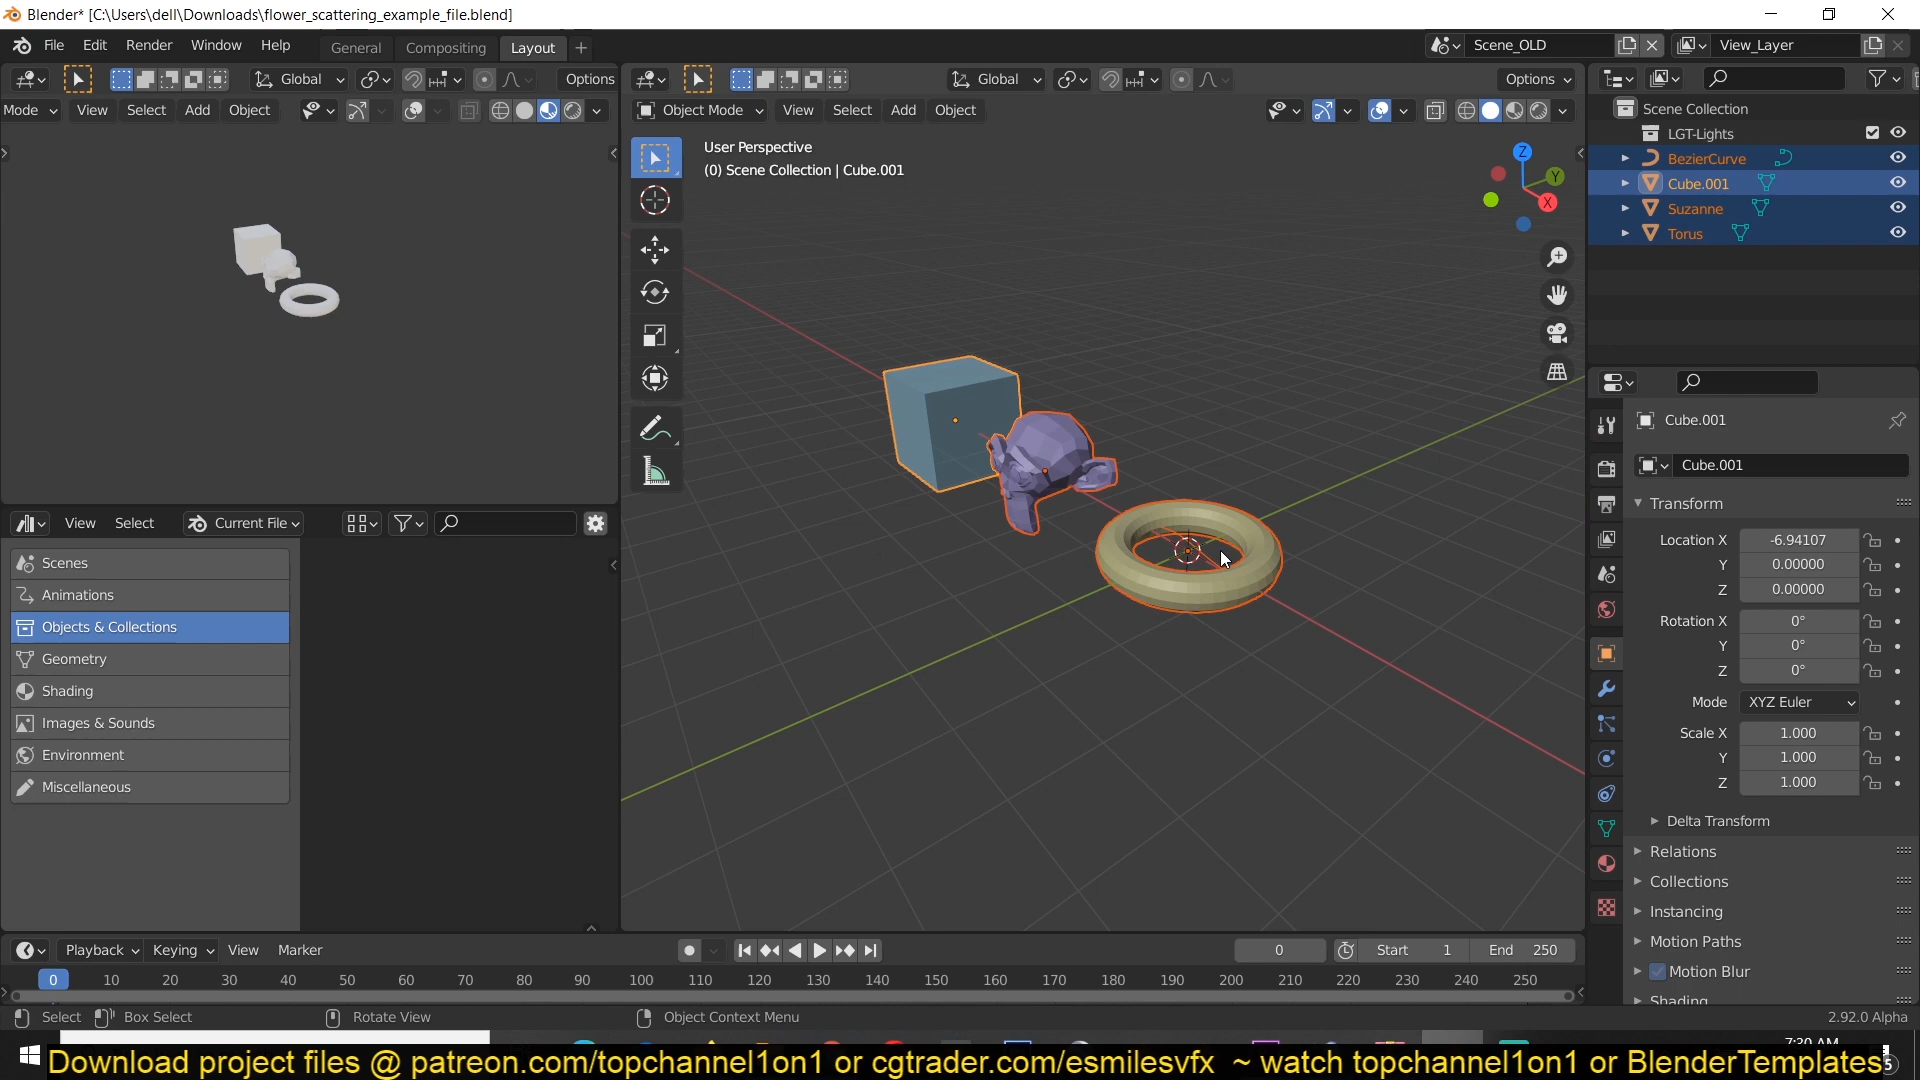 Blender* [C:\Users\dell\Downloads\flower_scattering_example_file.blend]
File Edit Render Window Help General Compositing Layout + Scene_OLD View_Layer
Global Options Global Options
Mode View Select Add Object Object Mode View Select Add Object
Scene Collection
LGT-Lights
BezierCurve
Cube.001
Suzanne
Torus
User Perspective
(0) Scene Collection | Cube.001
Z
Y
X
Cube.001
Cube.001
Transform
Location X -6.94107
Y 0.00000
Z 0.00000
Rotation X 0°
Y 0°
Z 0°
Mode XYZ Euler
Scale X 1.000
Y 1.000
Z 1.000
Delta Transform
Relations
Collections
Instancing
Motion Paths
Motion Blur
Shading
View Select Current File
Scenes
Animations
Objects & Collections
Geometry
Shading
Images & Sounds
Environment
Miscellaneous
Playback Keying View Marker 0 Start 1 End 250
0 10 20 30 40 50 60 70 80 90 100 110 120 130 140 150 160 170 180 190 200 210 220 230 240 250
Select Box Select Rotate View Object Context Menu 2.92.0 Alpha
7:30 AM
Download project files @ patreon.com/topchannel1on1 or cgtrader.com/esmilesvfx ~ watch topchannel1on1 or BlenderTemplates